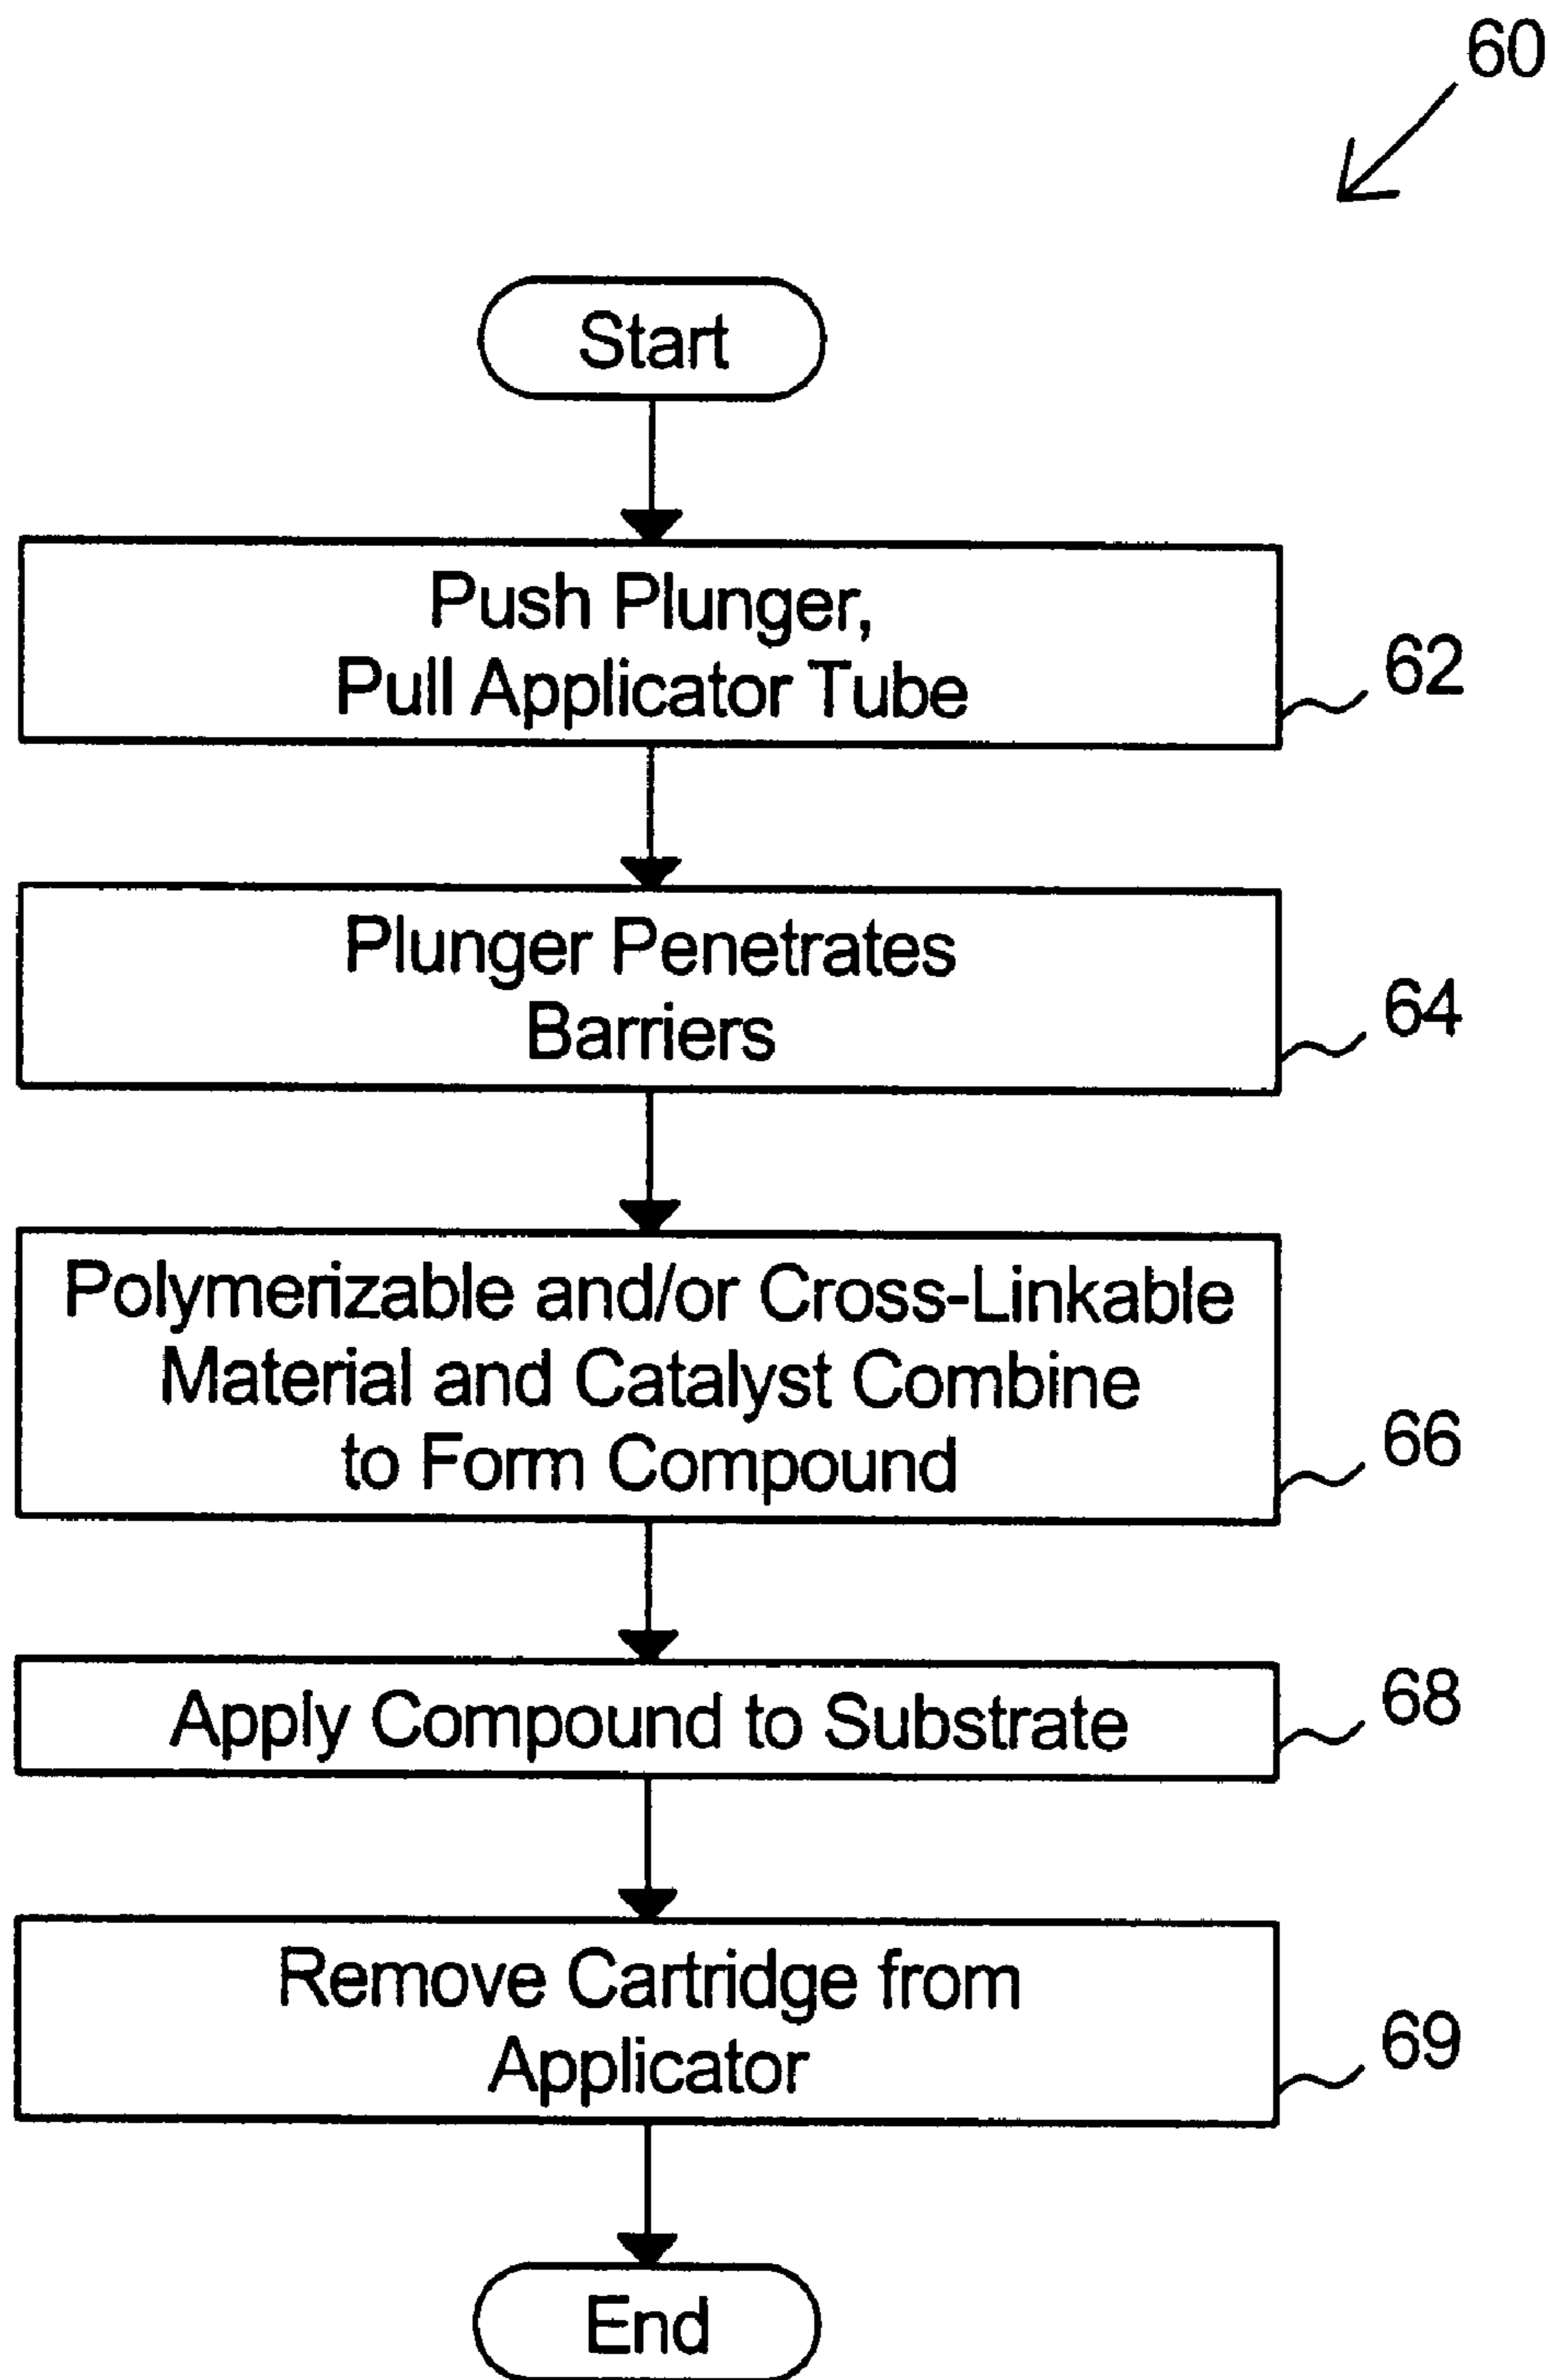 60
Start
Push Plunger,
Pull Applicator Tube
62
Plunger Penetrates
Barriers
64
Polymerizable and/or Cross-Linkable
Material and Catalyst Combine
to Form Compound
66
Apply Compound to Substrate
68
Remove Cartridge from
Applicator
69
End